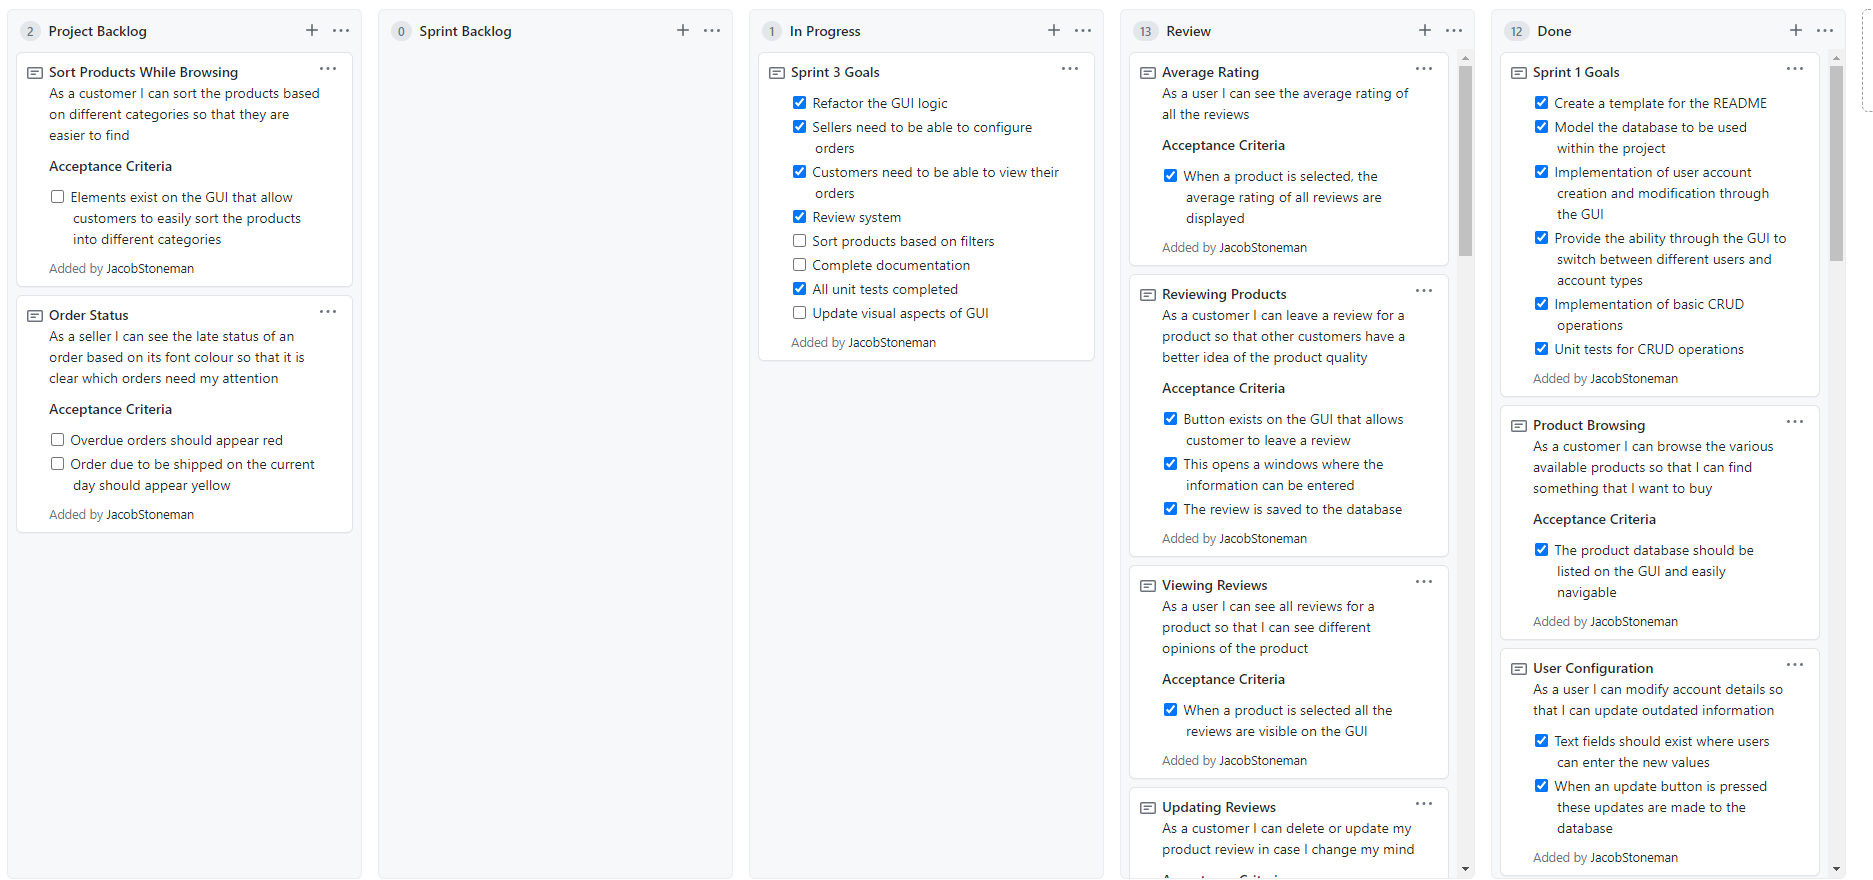 2 Project Backlog
Sort Products While Browsing
As a customer I can sort the products based
on different categories so that they are
easier to find
Acceptance Criteria
Elements exist on the GUI that allow
customers to easily sort the products
into different categories
Added by JacobStoneman
Order Status
As a seller I can see the late status of an
order based on its font colour so that it is
clear which orders need my attention
Acceptance Criteria
Overdue orders should appear red
Order due to be shipped on the current
day should appear yellow
Added by JacobStoneman
0 Sprint Backlog
1 In Progress
Sprint 3 Goals
Refactor the GUI logic
Sellers need to be able to configure
orders
Customers need to be able to view their
orders
Review system
Sort products based on filters
Complete documentation
All unit tests completed
Update visual aspects of GUI
Added by JacobStoneman
13 Review
Average Rating
As a user I can see the average rating of
all the reviews
Acceptance Criteria
When a product is selected, the
average rating of all reviews are
displayed
Added by JacobStoneman
Reviewing Products
As a customer I can leave a review for a
product so that other customers have a
better idea of the product quality
Acceptance Criteria
Button exists on the GUI that allows
customer to leave a review
This opens a windows where the
information can be entered
The review is saved to the database
Added by JacobStoneman
Viewing Reviews
As a user I can see all reviews for a
product so that I can see different
opinions of the product
Acceptance Criteria
When a product is selected all the
reviews are visible on the GUI
Added by JacobStoneman
Updating Reviews
As a customer I can delete or update my
product review in case I change my mind
12 Done
Sprint 1 Goals
Create a template for the README
Model the database to be used
within the project
Implementation of user account
creation and modification through
the GUI
Provide the ability through the GUI to
switch between different users and
account types
Implementation of basic CRUD
operations
Unit tests for CRUD operations
Added by JacobStoneman
Product Browsing
As a customer I can browse the various
available products so that I can find
something that I want to buy
Acceptance Criteria
The product database should be
listed on the GUI and easily
navigable
Added by JacobStoneman
User Configuration
As a user I can modify account details so
that I can update outdated information
Text fields should exist where users
can enter the new values
When an update button is pressed
these updates are made to the
database
Added by JacobStoneman